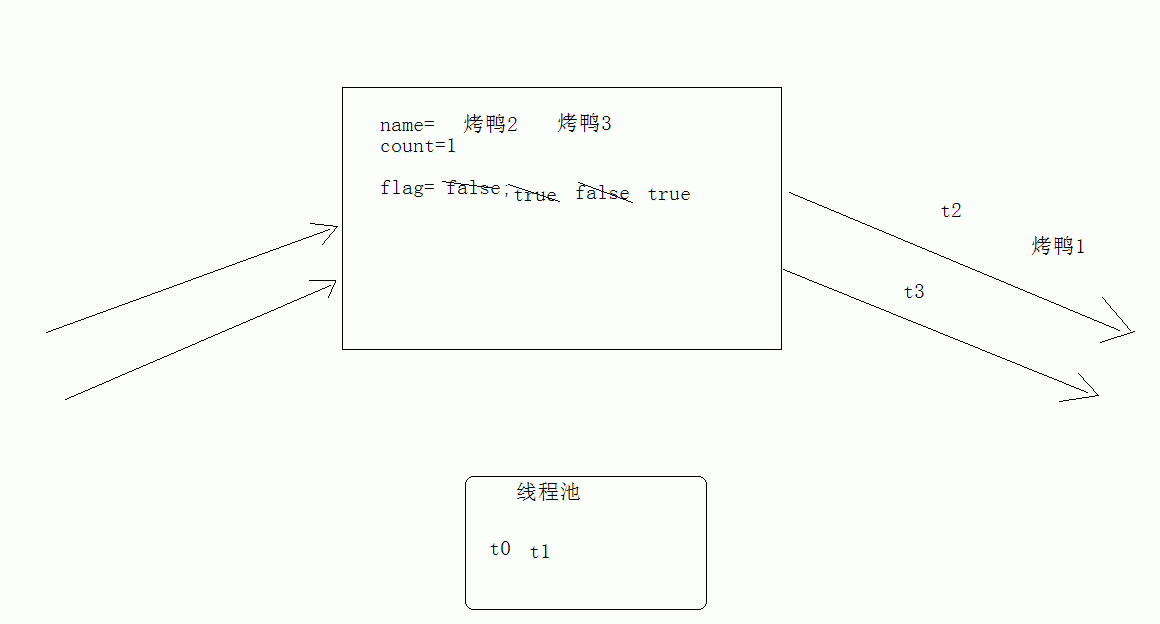 name= 烤鸭2 烤鸭3
count=1
flag= false; true false true
t2
烤鸭1
t3
线程池
t0 t1